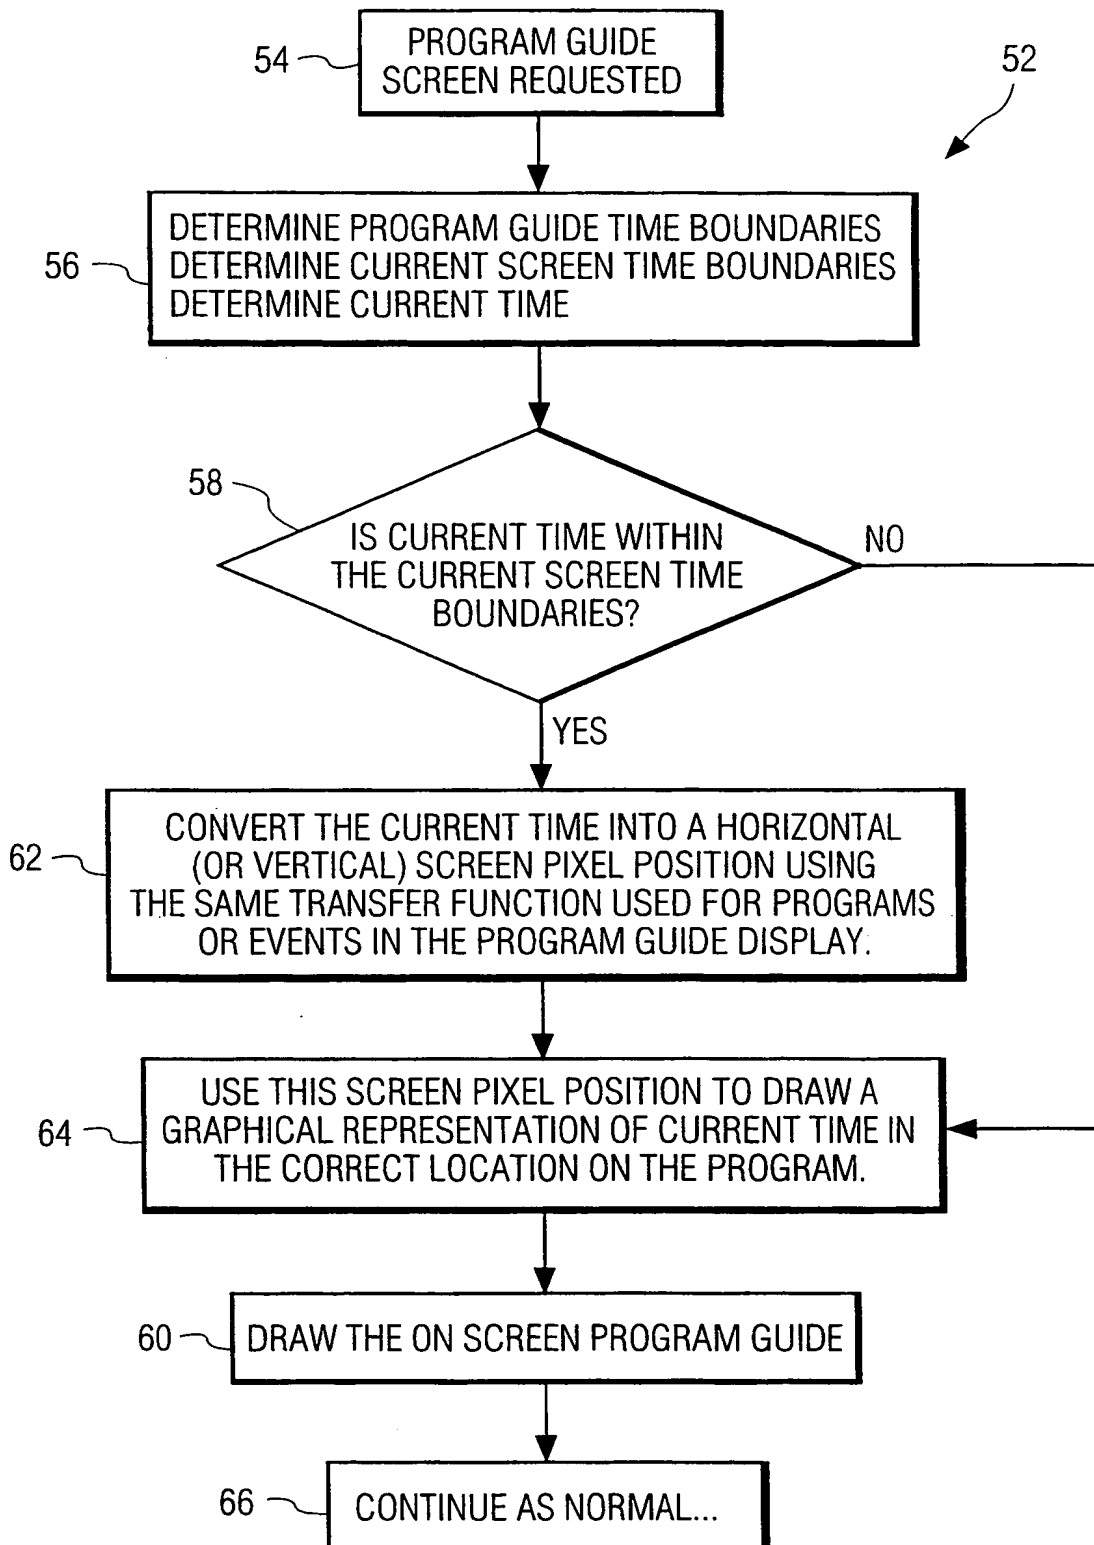 54
PROGRAM GUIDE
SCREEN REQUESTED
52
56
DETERMINE PROGRAM GUIDE TIME BOUNDARIES
DETERMINE CURRENT SCREEN TIME BOUNDARIES
DETERMINE CURRENT TIME
58
IS CURRENT TIME WITHIN
THE CURRENT SCREEN TIME
BOUNDARIES?
NO
YES
62
CONVERT THE CURRENT TIME INTO A HORIZONTAL
(OR VERTICAL) SCREEN PIXEL POSITION USING
THE SAME TRANSFER FUNCTION USED FOR PROGRAMS
OR EVENTS IN THE PROGRAM GUIDE DISPLAY.
64
USE THIS SCREEN PIXEL POSITION TO DRAW A
GRAPHICAL REPRESENTATION OF CURRENT TIME IN
THE CORRECT LOCATION ON THE PROGRAM.
60
DRAW THE ON SCREEN PROGRAM GUIDE
66
CONTINUE AS NORMAL...